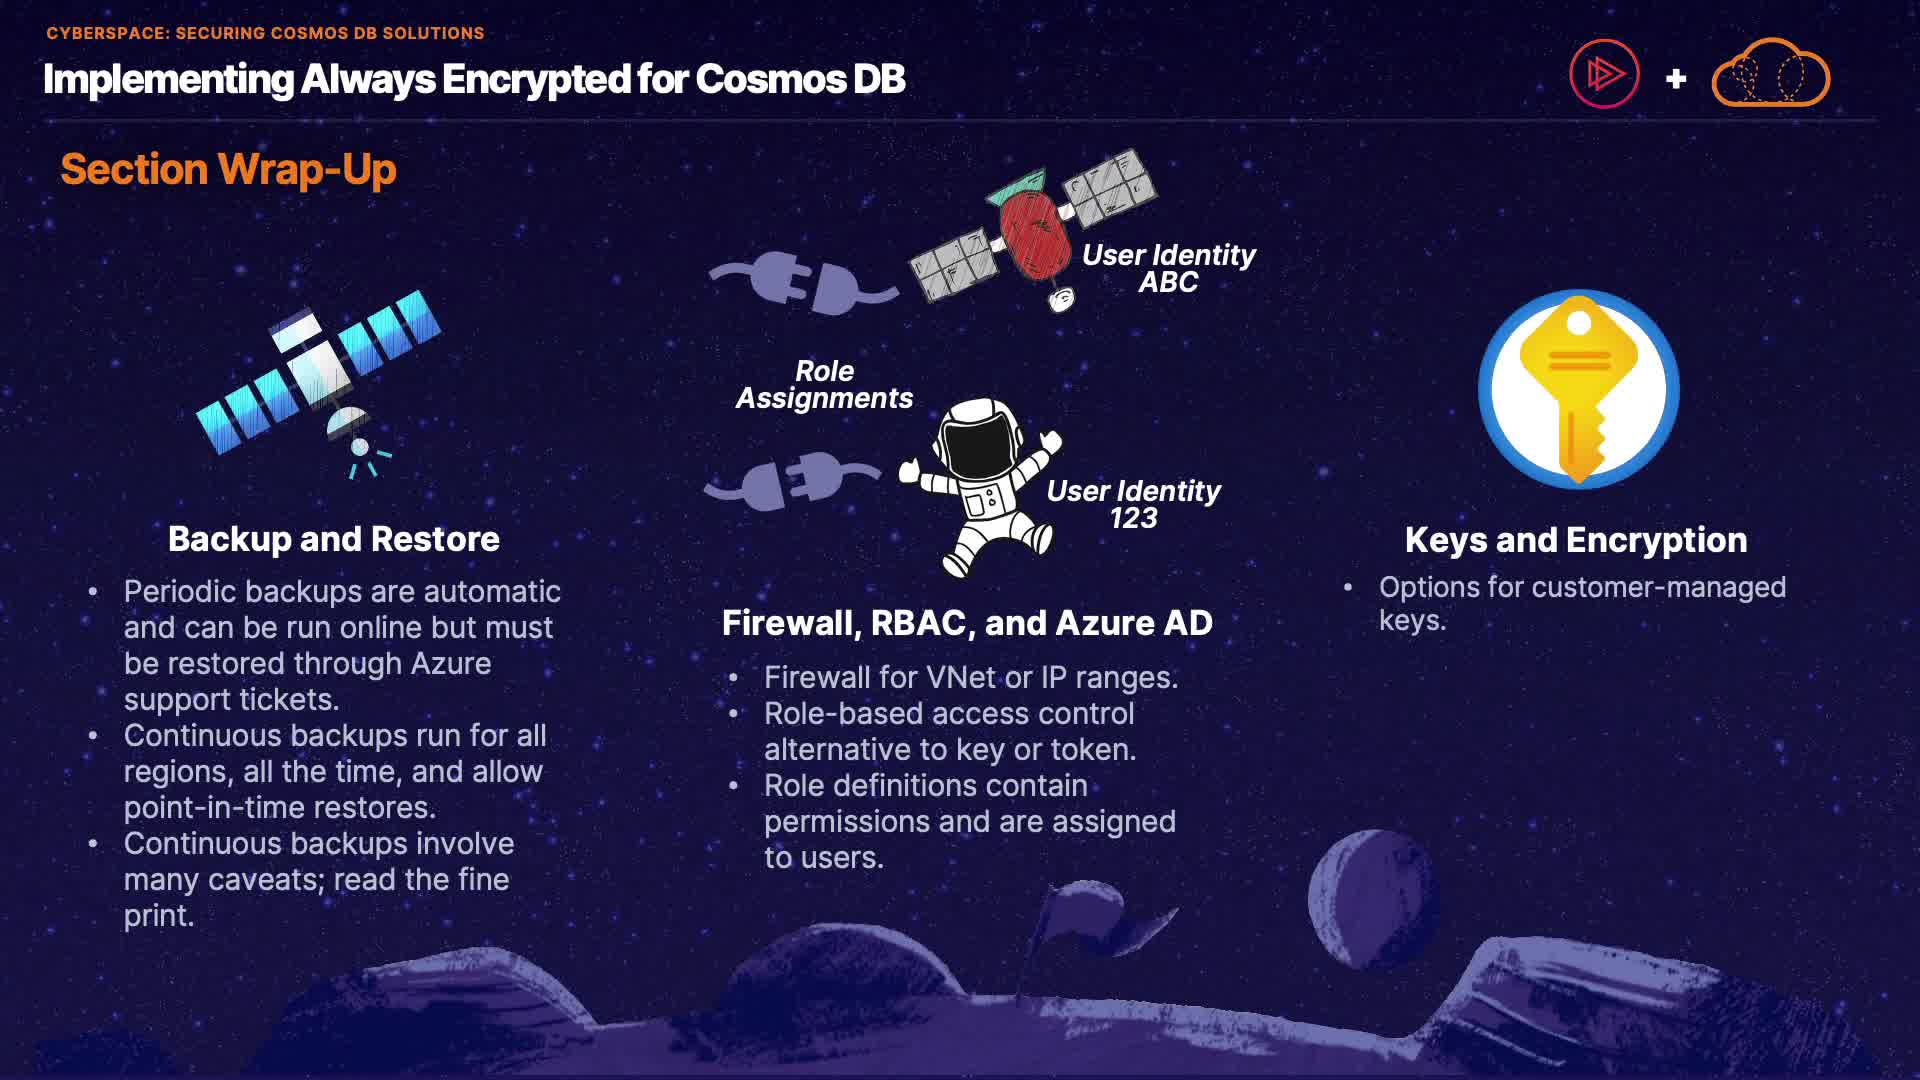 CYBERSPACE: SECURING COSMOS DB SOLUTIONS
Implementing Always Encrypted for Cosmos DB
+
Section Wrap-Up
Backup and Restore
• Periodic backups are automatic
and can be run online but must
be restored through Azure
support tickets.
• Continuous backups run for all
regions, all the time, and allow
point-in-time restores.
• Continuous backups involve
many caveats; read the fine
print.
User Identity
ABC
Role
Assignments
User Identity
123
Firewall, RBAC, and Azure AD
• Firewall for VNet or IP ranges.
• Role-based access control
alternative to key or token.
• Role definitions contain
permissions and are assigned
to users.
Keys and Encryption
• Options for customer-managed
keys.